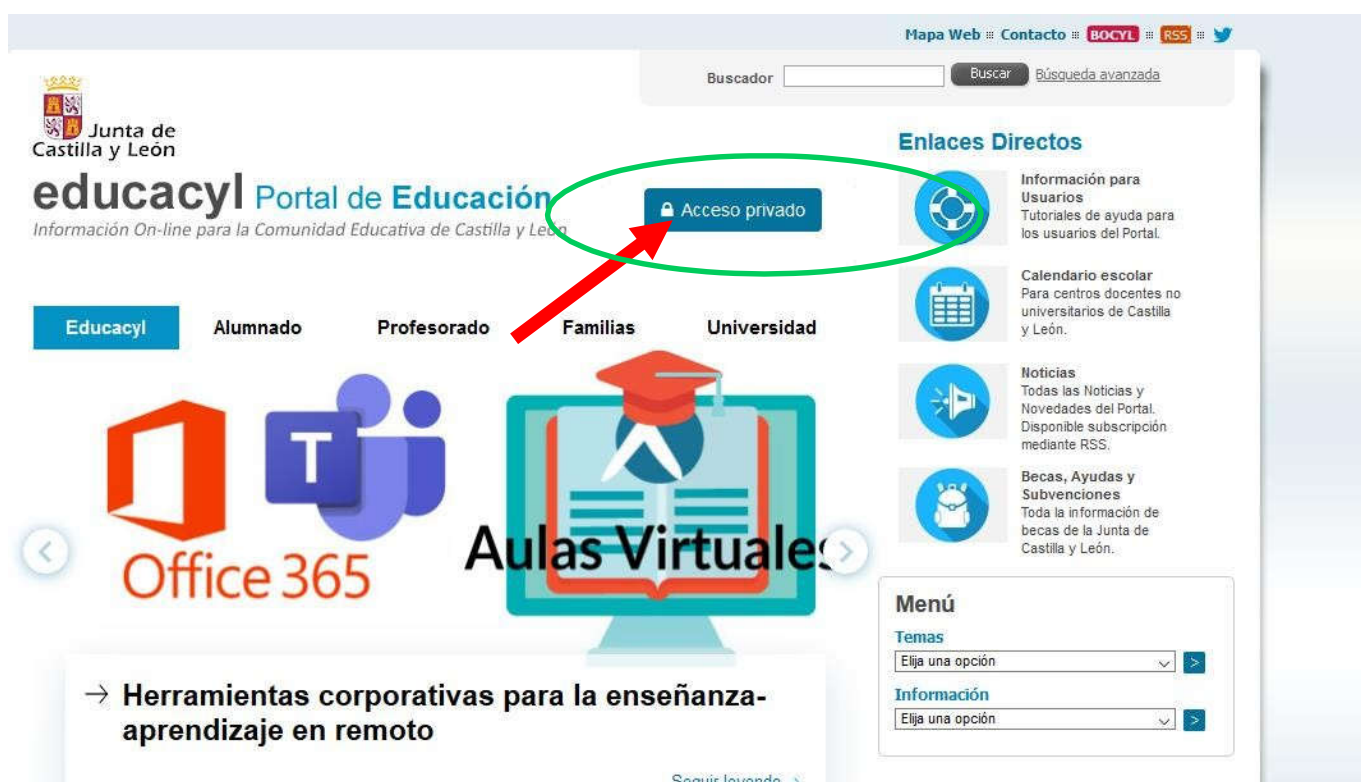 Mapa Web Contacto BOCYL RSS
Buscador Buscar Búsqueda avanzada
Junta de
Castilla y León
educacyl Portal de Educación
Información On-line para la Comunidad Educativa de Castilla y León
Acceso privado
Educacyl Alumnado Profesorado Familias Universidad
T
Office 365
Aulas Virtuales
→ Herramientas corporativas para la enseñanza-
aprendizaje en remoto
Seguir leyendo
Enlaces Directos
Información para
Usuarios
Tutoriales de ayuda para
los usuarios del Portal.
Calendario escolar
Para centros docentes no
universitarios de Castilla
y León.
Noticias
Todas las Noticias y
Novedades del Portal.
Disponible subscripción
mediante RSS.
Becas, Ayudas y
Subvenciones
Toda la información de
becas de la Junta de
Castilla y León.
Menú
Temas
Elija una opción >
Información
Elija una opción >